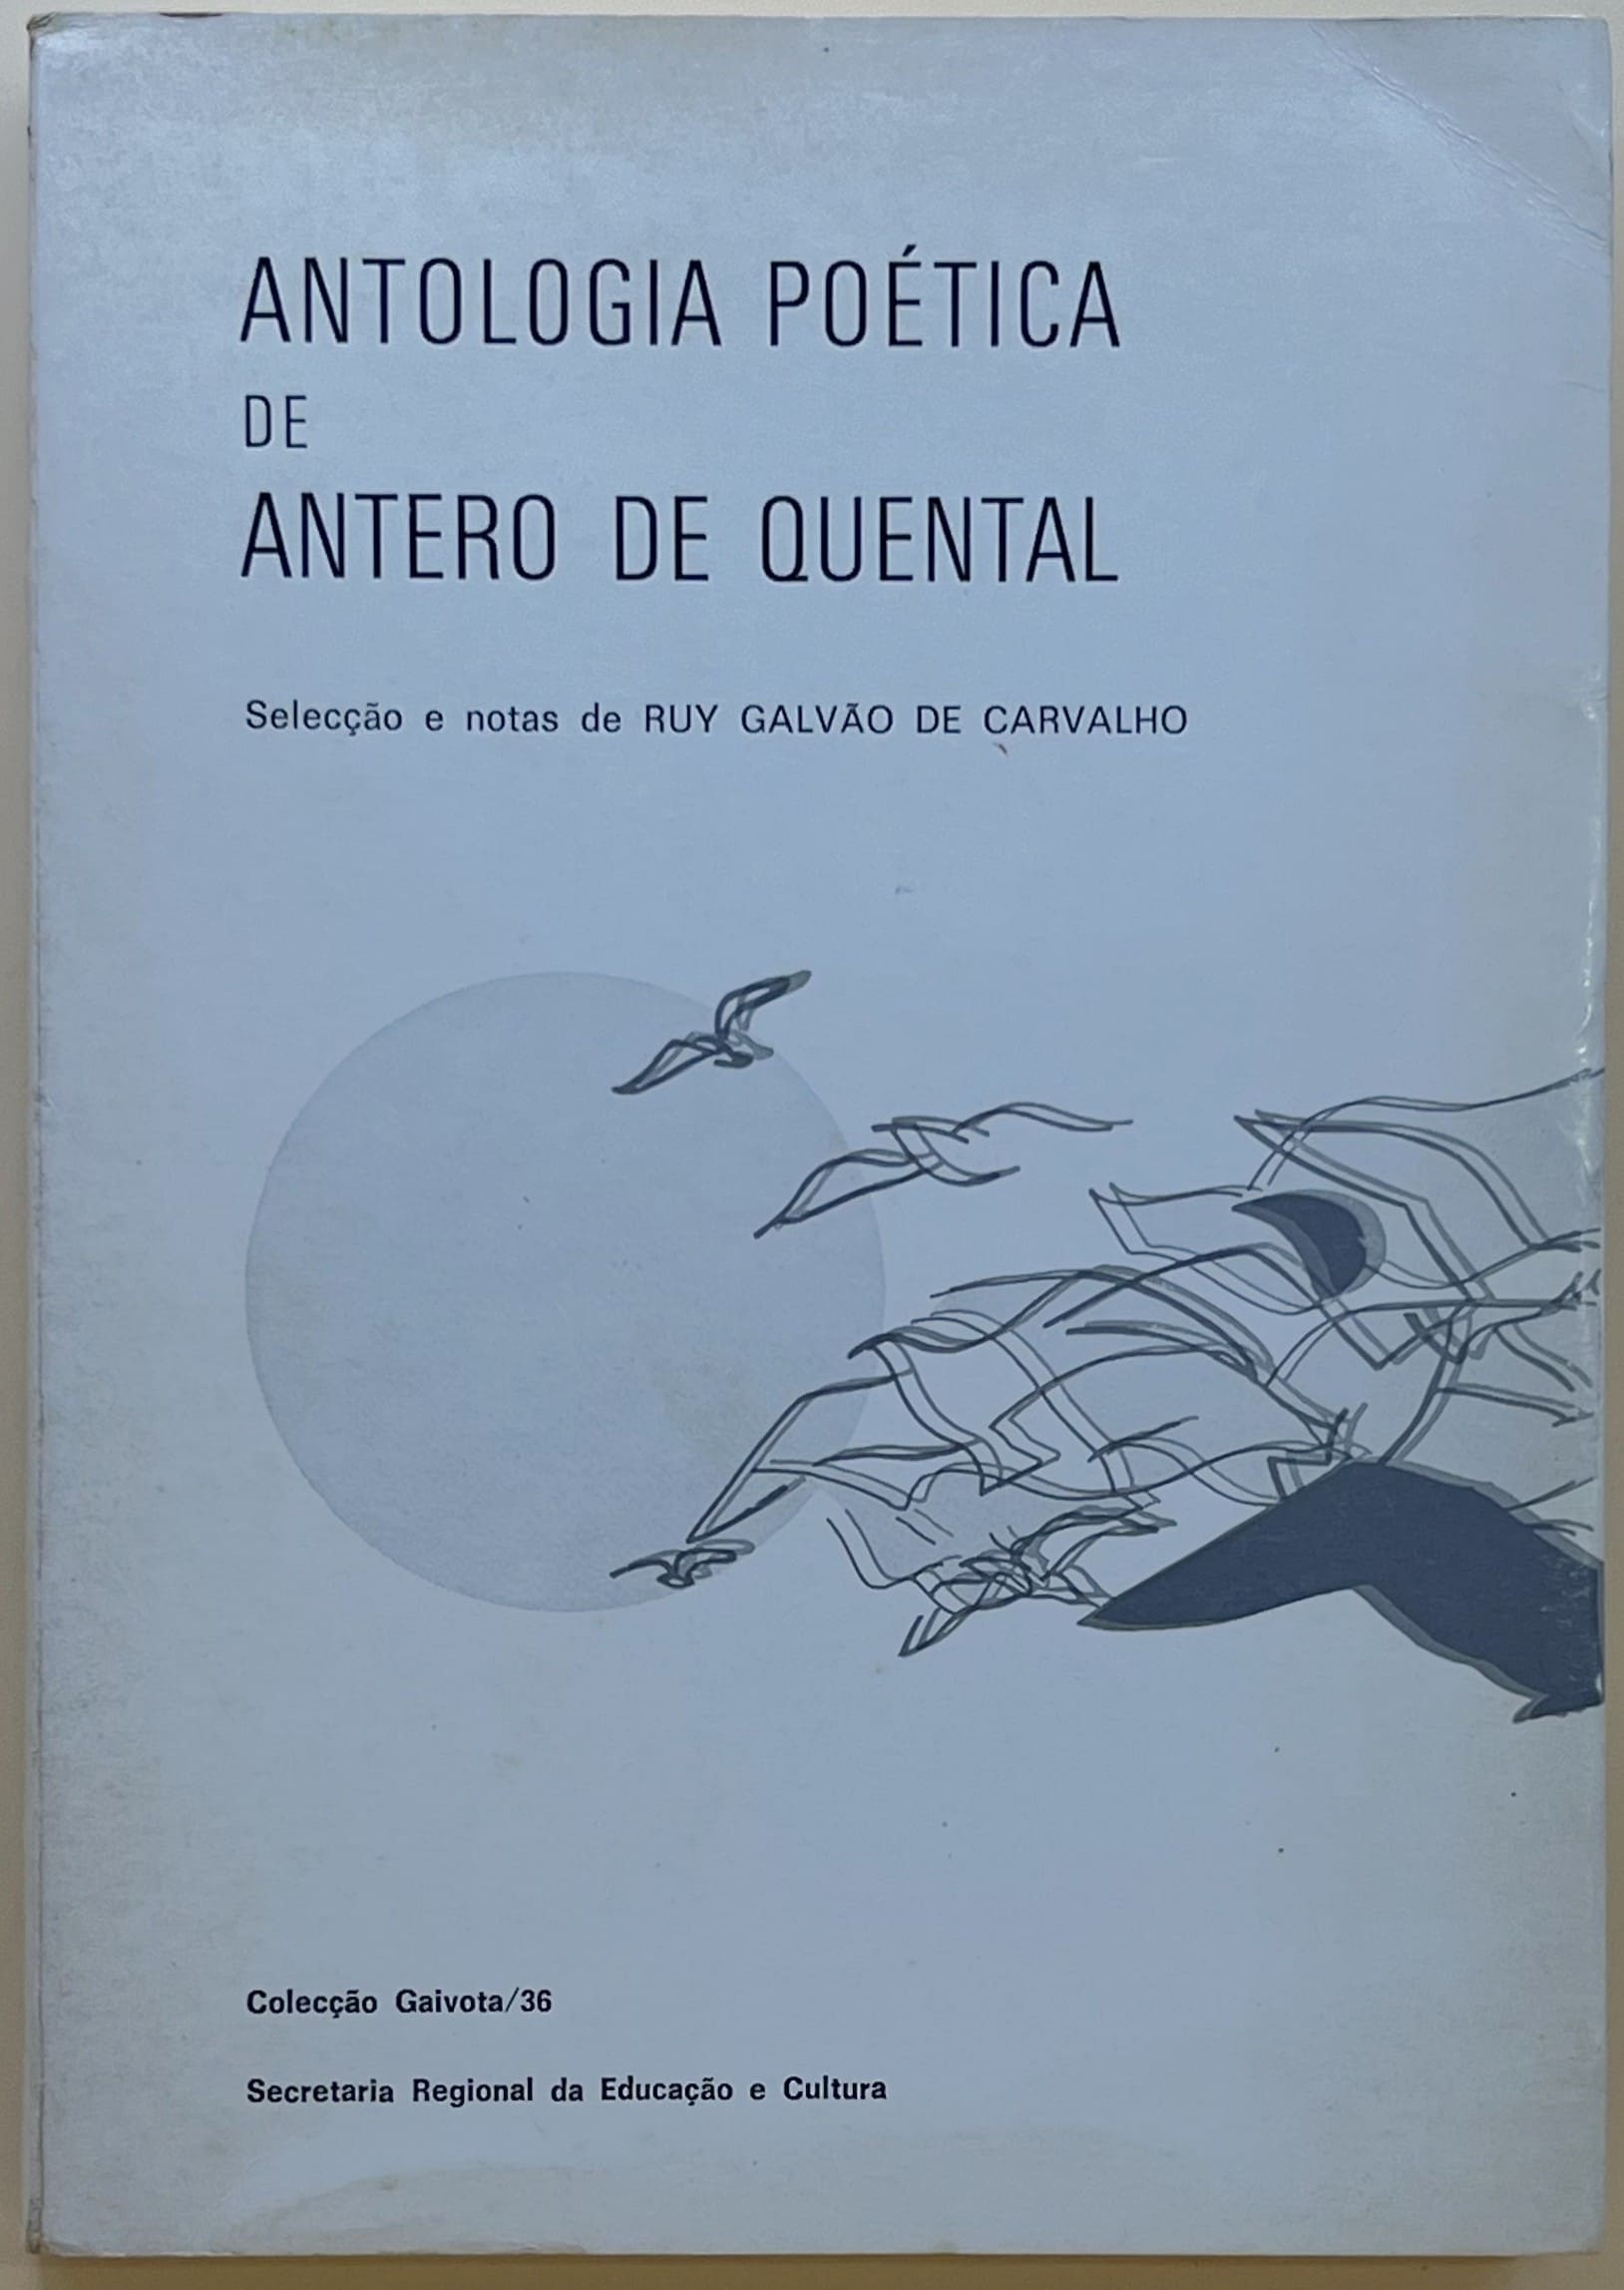 ANTOLOGIA POÉTICA
DE
ANTERO DE QUENTAL
Selecção e notas de RUY GALVÃO DE CARVALHO
Colecção Gaivota/36
Secretaria Regional da Educação e Cultura